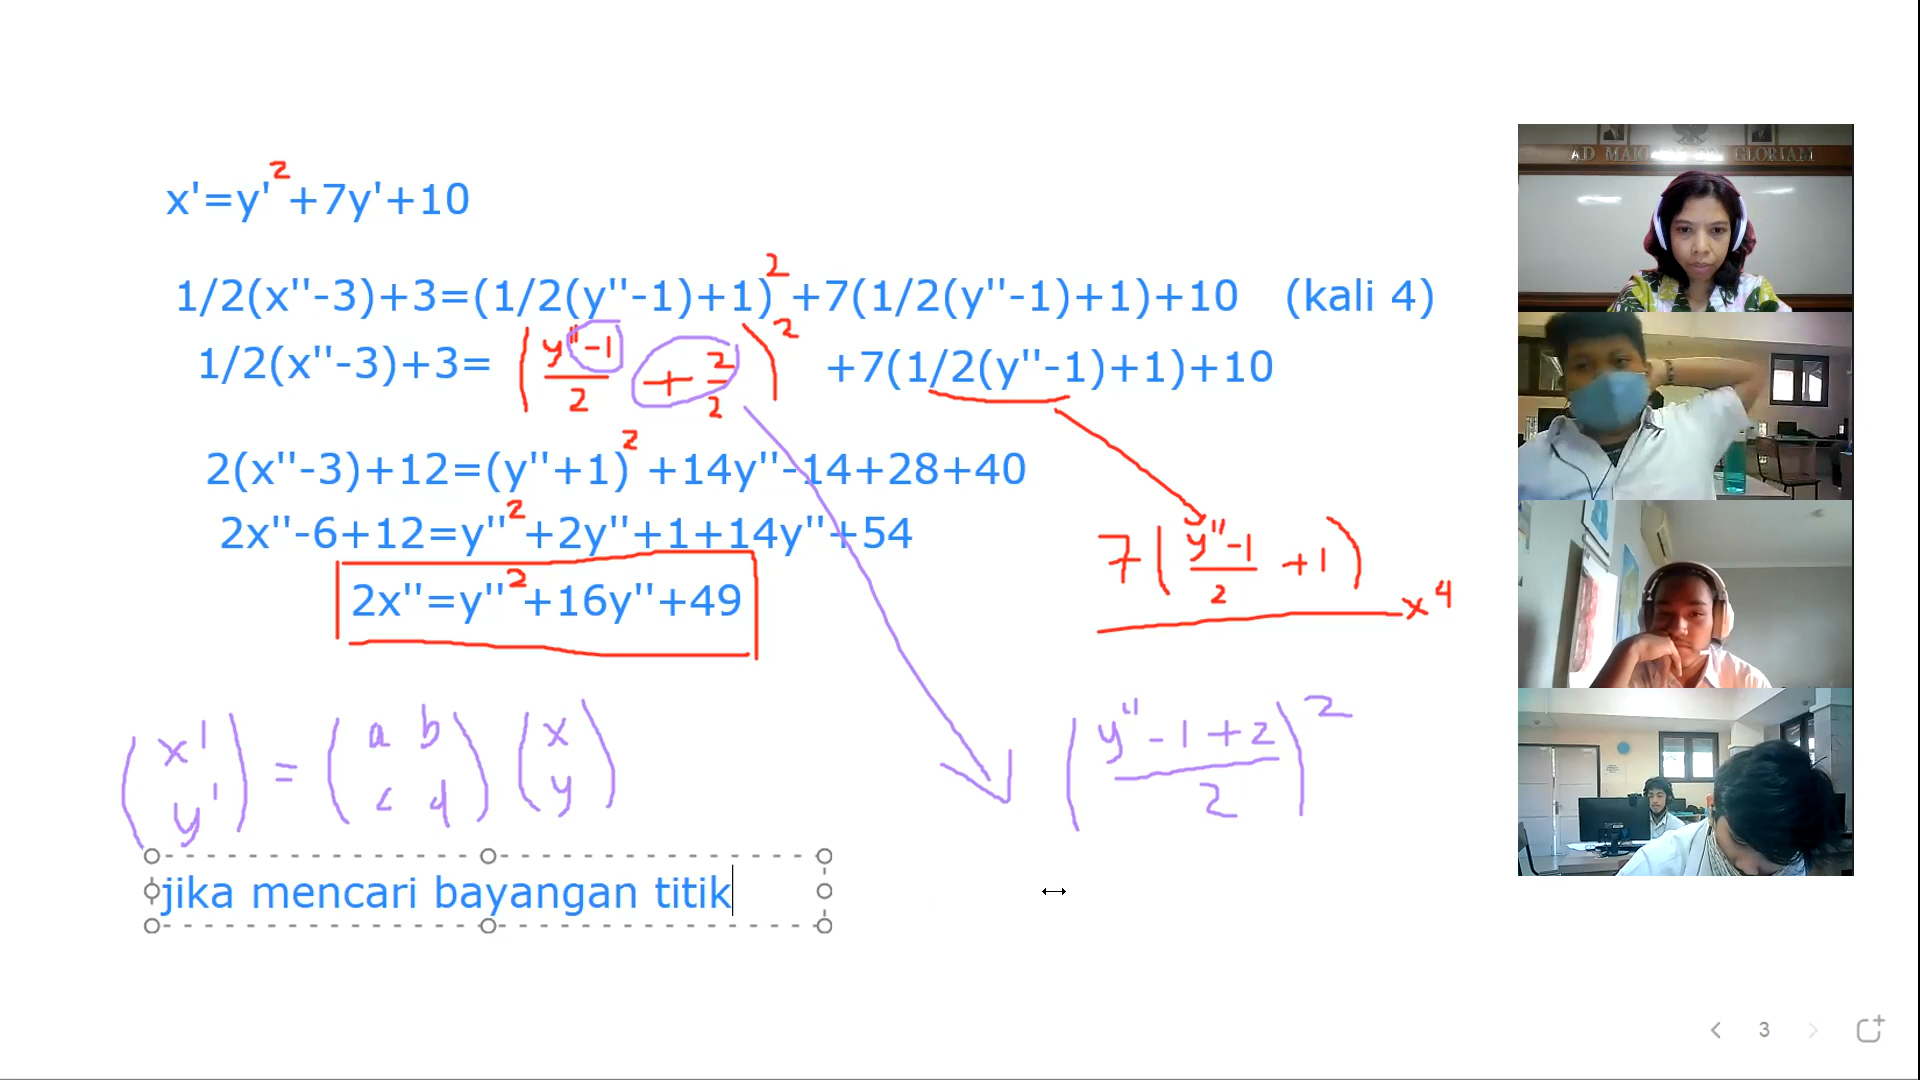 x'=y'²+7y'+10
1/2(x''-3)+3=(1/2(y''-1)+1)²+7(1/2(y''-1)+1)+10 (kali 4)
1/2(x''-3)+3= (y''-1/2 + 2/2)² +7(1/2(y''-1)+1)+10
2(x''-3)+12=(y''+1)²+14y''-14+28+40
2x''-6+12=y''²+2y''+1+14y''+54
7(y''-1/2 +1) x4
2x''=y''²+16y''+49
(x' y') = (a b c d) (x y)
(y''-1+2/2)²
jika mencari bayangan titik
3
AD MAIO GLORIAM